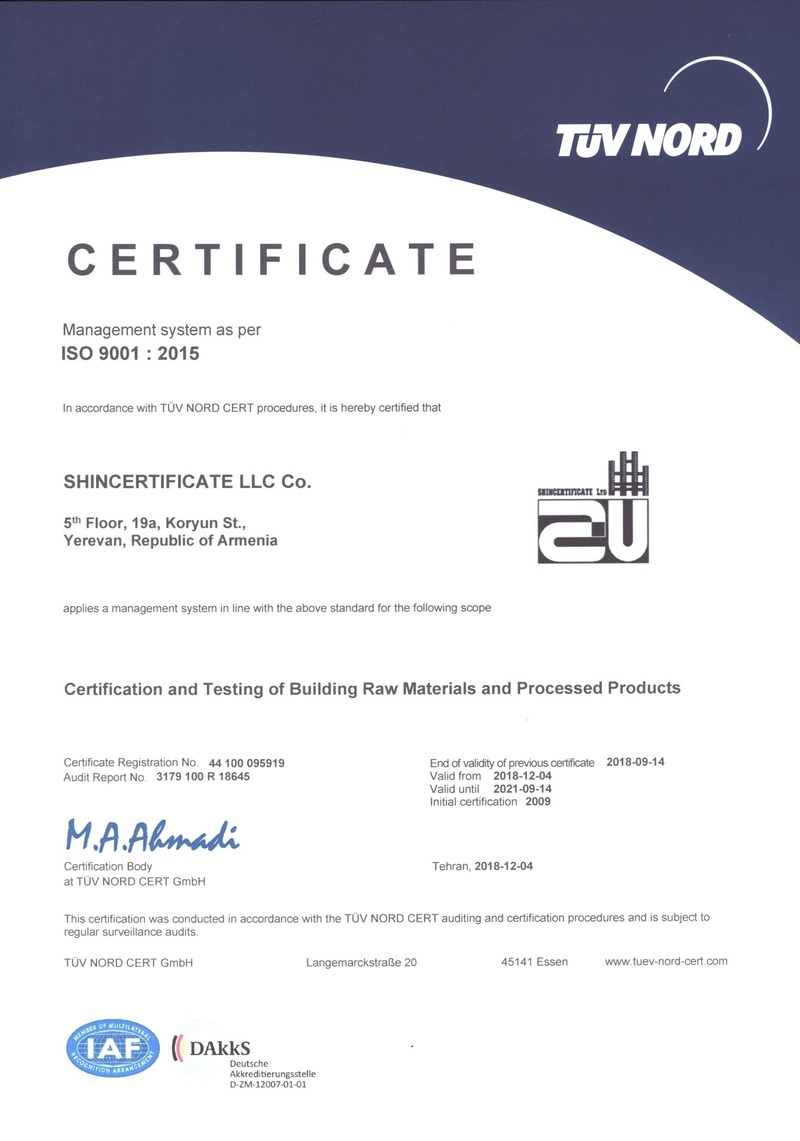 TÜV NORD
CERTIFICATE
Management system as per
ISO 9001 : 2015
In accordance with TÜV NORD CERT procedures, it is hereby certified that
SHINCERTIFICATE LLC Co.
5th Floor, 19a, Koryun St.,
Yerevan, Republic of Armenia
SHINCERTIFICATE LTD
applies a management system in line with the above standard for the following scope
Certification and Testing of Building Raw Materials and Processed Products
Certificate Registration No. 44 100 095919
Audit Report No. 3179 100 R 18645
End of validity of previous certificate 2018-09-14
Valid from 2018-12-04
Valid until 2021-09-14
Initial certification 2009
M.A.Ahmadi
Certification Body
at TÜV NORD CERT GmbH
Tehran, 2018-12-04
This certification was conducted in accordance with the TÜV NORD CERT auditing and certification procedures and is subject to
regular surveillance audits.
TÜV NORD CERT GmbH Langemarckstraße 20 45141 Essen www.tuev-nord-cert.com
MEMBER OF MULTILATERAL
IAF
RECOGNITION ARRANGEMENT
DAkkS
Deutsche
Akkreditierungsstelle
D-ZM-12007-01-01